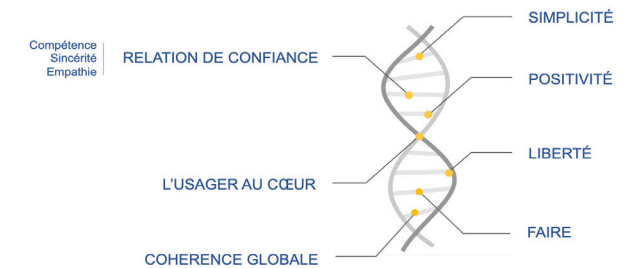 SIMPLICITÉ
Compétence
Sincérité
Empathie
RELATION DE CONFIANCE
POSITIVITÉ
LIBERTÉ
L'USAGER AU CŒUR
FAIRE
COHERENCE GLOBALE